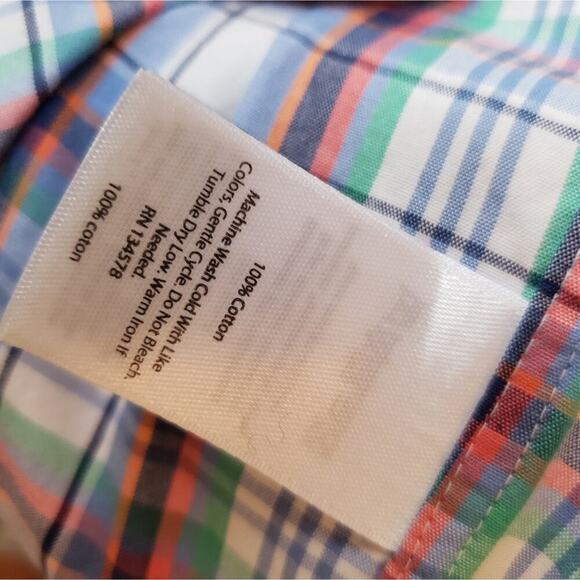 100% Cotton
Machine Wash Cold With Like
Colors, Gentle Cycle. Do Not Bleach.
Tumble Dry Low. Warm Iron If
Needed.
RN 134578
100% coton